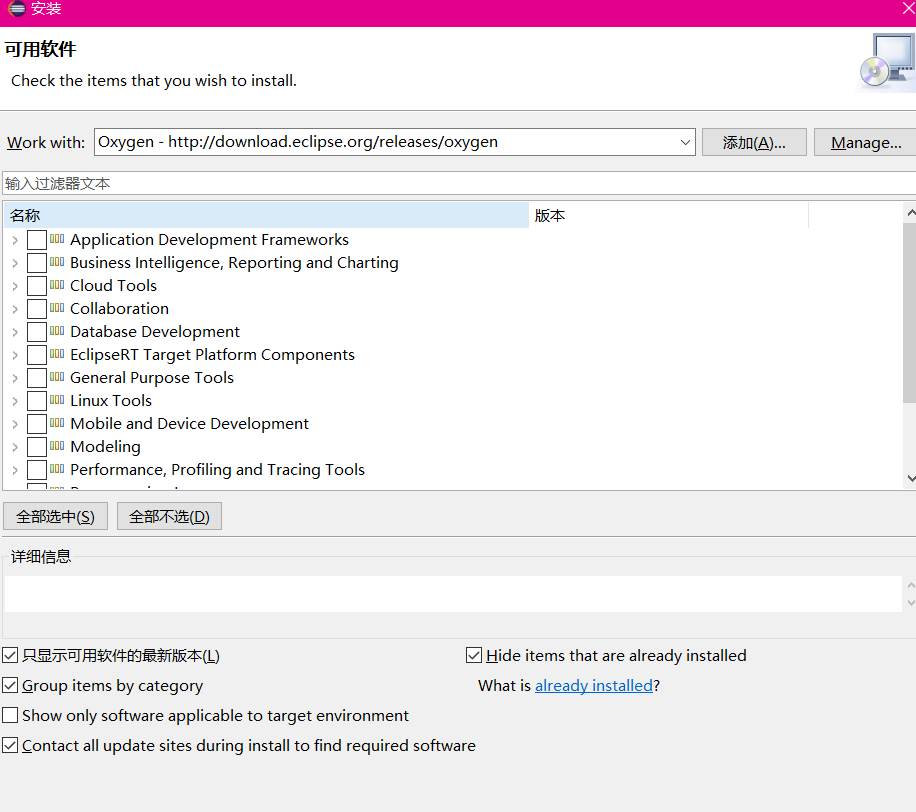 安装
可用软件
Check the items that you wish to install.
Work with: Oxygen - http://download.eclipse.org/releases/oxygen 添加(A)... Manage...
输入过滤器文本
名称 版本
Application Development Frameworks
Business Intelligence, Reporting and Charting
Cloud Tools
Collaboration
Database Development
EclipseRT Target Platform Components
General Purpose Tools
Linux Tools
Mobile and Device Development
Modeling
Performance, Profiling and Tracing Tools
全部选中(S) 全部不选(D)
详细信息
只显示可用软件的最新版本(L) Hide items that are already installed
Group items by category What is already installed?
Show only software applicable to target environment
Contact all update sites during install to find required software